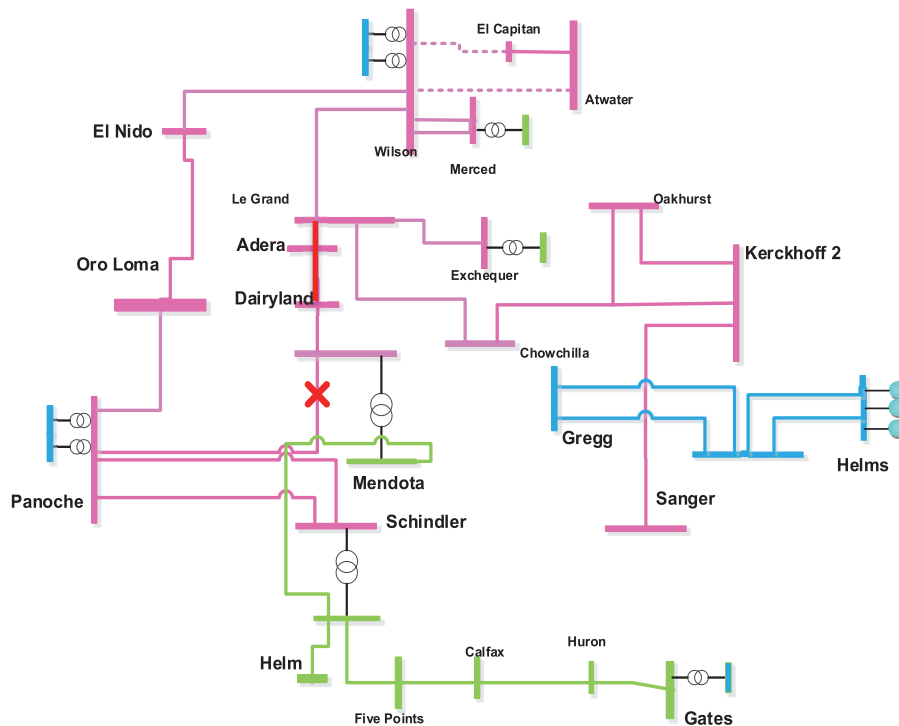 El Capitan
Atwater
El Nido
Wilson
Merced
Le Grand
Oakhurst
Adera
Kerckhoff 2
Oro Loma
Exchequer
Dairyland
Chowchilla
Gregg
Helms
Mendota
Panoche
Sanger
Schindler
Helm
Calfax
Huron
Five Points
Gates